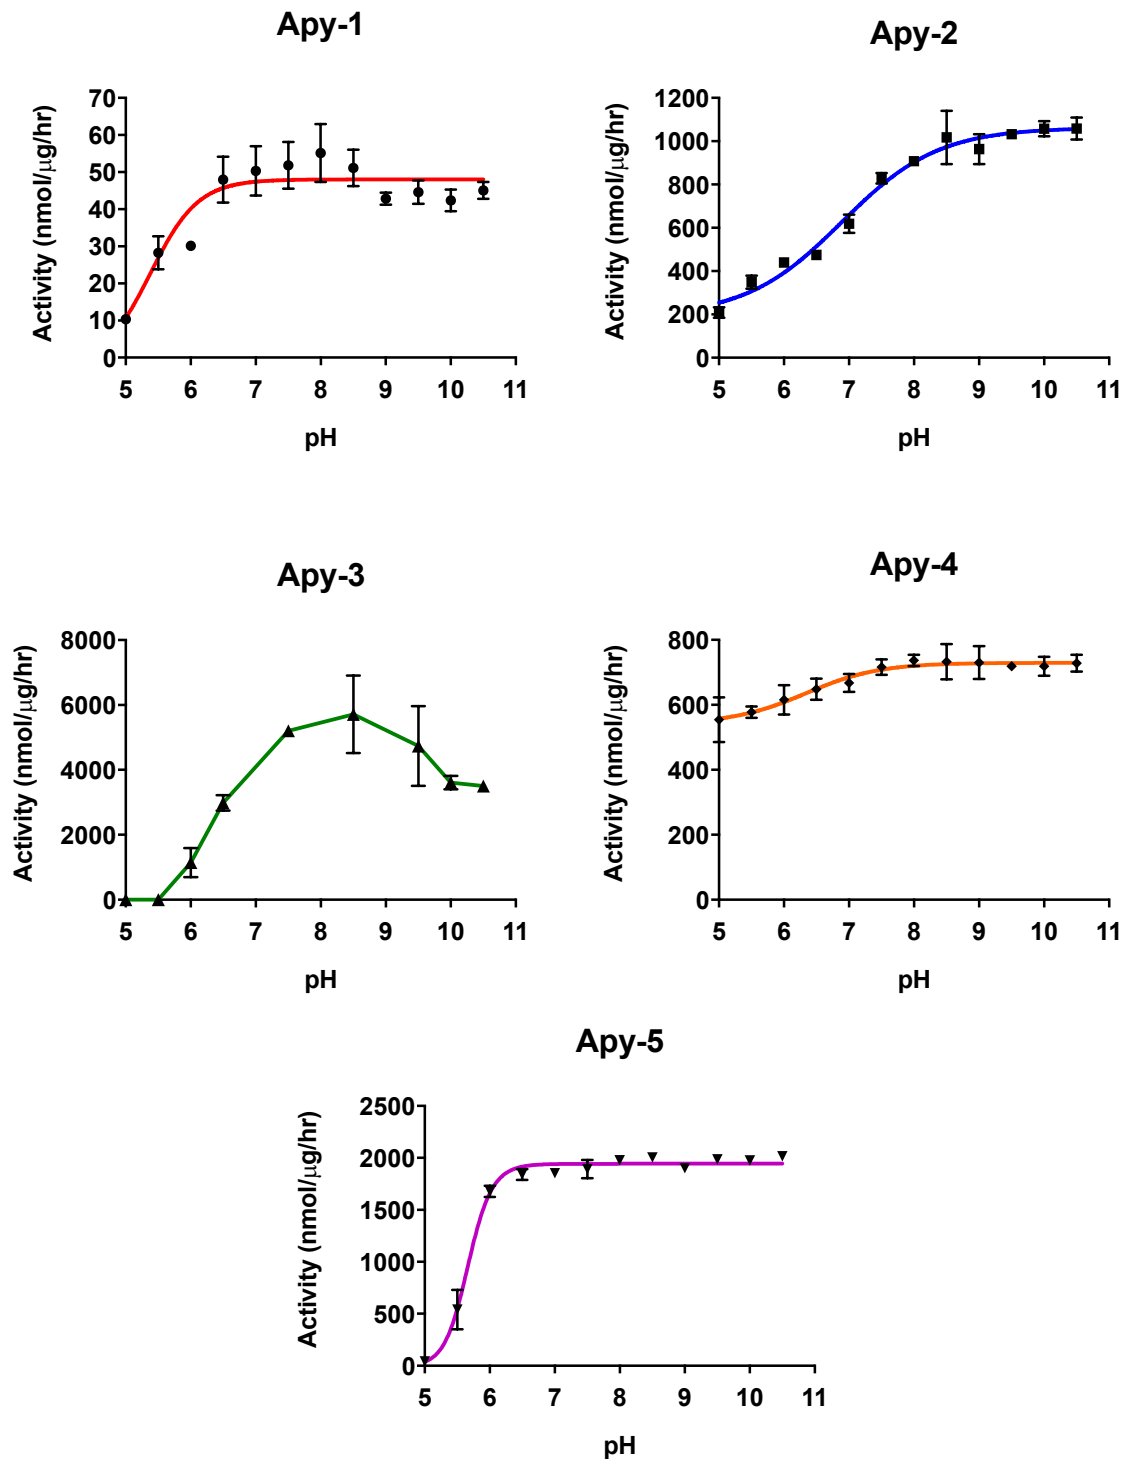 Apy-1
Activity (nmol/μg/hr)
70
60
50
40
30
20
10
0
5 6 7 8 9 10 11
pH
Apy-2
Activity (nmol/μg/hr)
1200
1000
800
600
400
200
0
5 6 7 8 9 10 11
pH
Apy-3
Activity (nmol/μg/hr)
8000
6000
4000
2000
0
5 6 7 8 9 10 11
pH
Apy-4
Activity (nmol/μg/hr)
800
600
400
200
0
5 6 7 8 9 10 11
pH
Apy-5
Activity (nmol/μg/hr)
2500
2000
1500
1000
500
0
5 6 7 8 9 10 11
pH